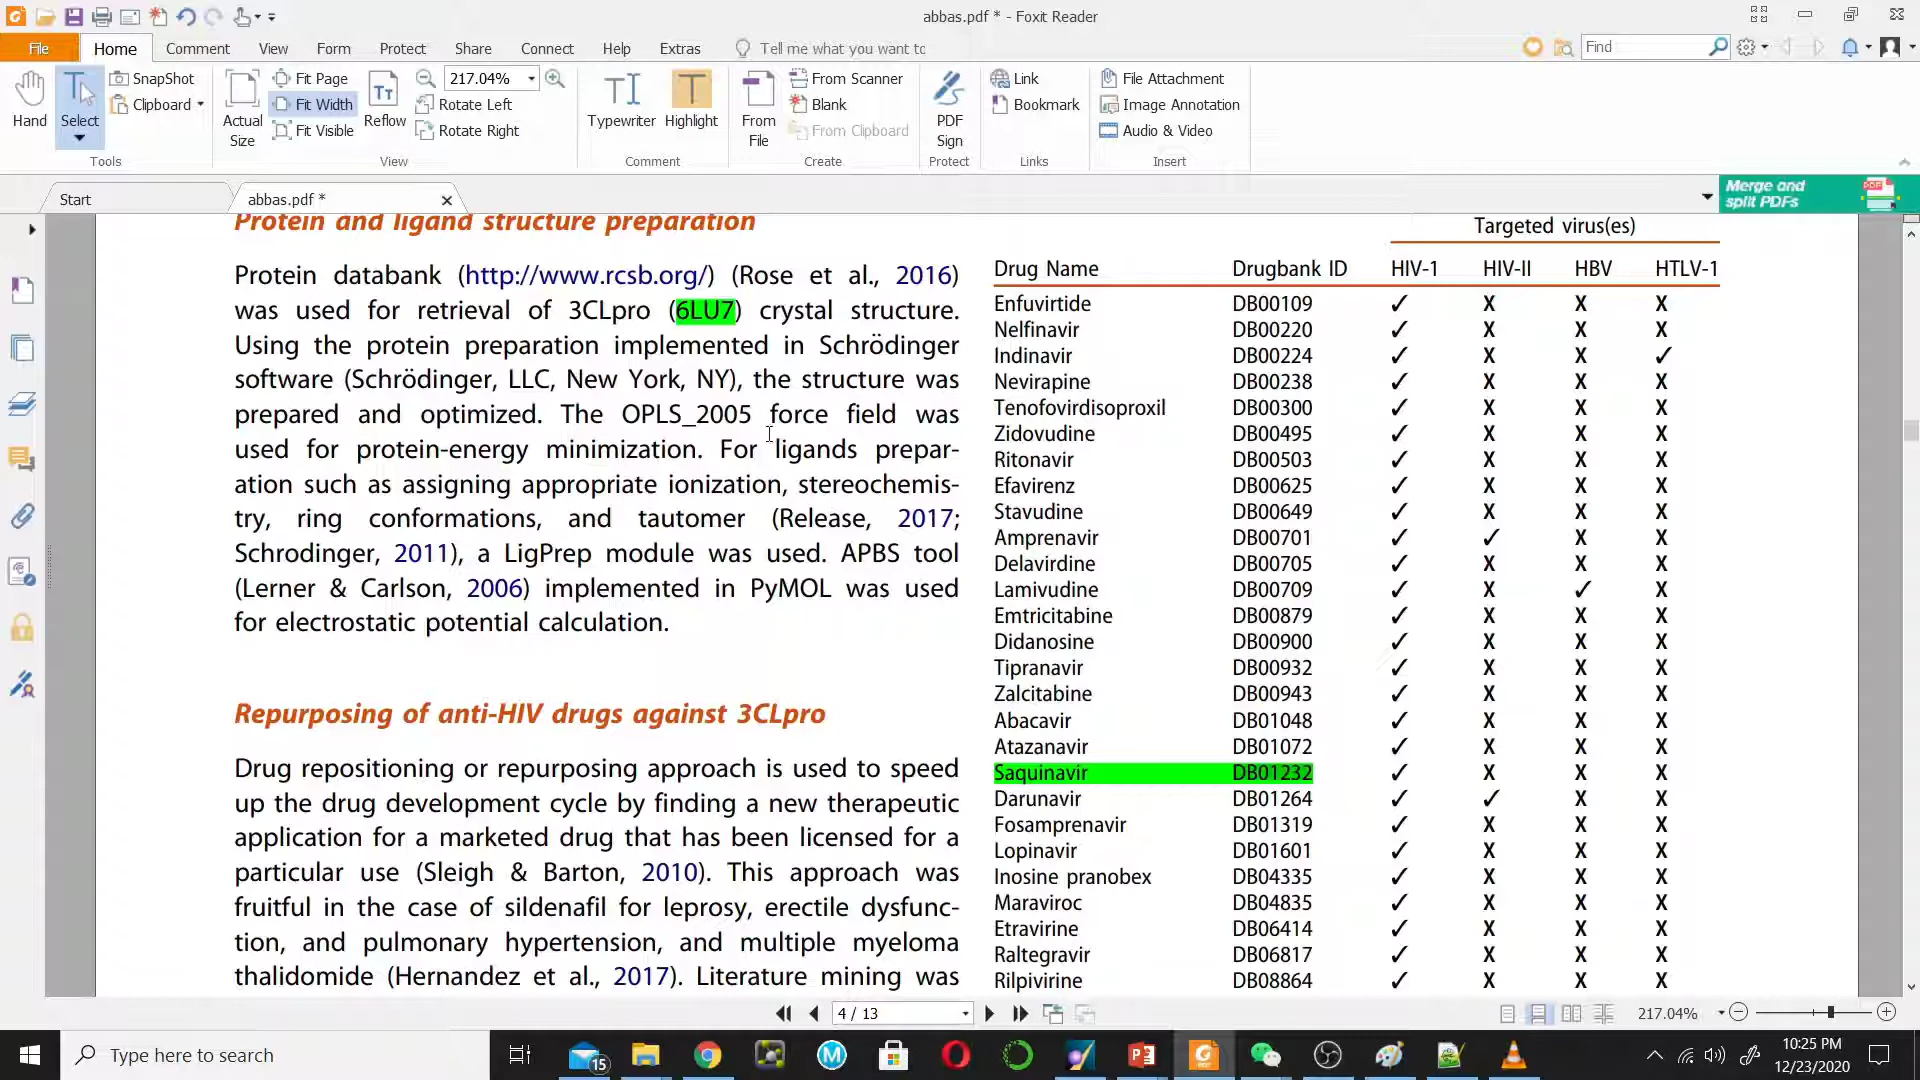 abbas.pdf * - Foxit Reader
File
Home
Comment
View
Form
Protect
Share
Connect
Help
Extras
Tell me what you want to
Find
Hand
Select
SnapShot
Clipboard
Tools
Actual Size
Fit Page
Fit Width
Fit Visible
Reflow
217.04%
Rotate Left
Rotate Right
View
Typewriter
Highlight
Comment
From File
From Scanner
Blank
From Clipboard
Create
PDF Sign
Protect
Link
Bookmark
Links
File Attachment
Image Annotation
Audio & Video
Insert
Start
abbas.pdf *
Merge and
split PDFs
PDF
Protein and ligand structure preparation
Protein databank (http://www.rcsb.org/) (Rose et al., 2016)
was used for retrieval of 3CLpro (6LU7) crystal structure.
Using the protein preparation implemented in Schrödinger
software (Schrödinger, LLC, New York, NY), the structure was
prepared and optimized. The OPLS_2005 force field was
used for protein-energy minimization. For ligands prepar-
ation such as assigning appropriate ionization, stereochemis-
try, ring conformations, and tautomer (Release, 2017;
Schrodinger, 2011), a LigPrep module was used. APBS tool
(Lerner & Carlson, 2006) implemented in PyMOL was used
for electrostatic potential calculation.
Repurposing of anti-HIV drugs against 3CLpro
Drug repositioning or repurposing approach is used to speed
up the drug development cycle by finding a new therapeutic
application for a marketed drug that has been licensed for a
particular use (Sleigh & Barton, 2010). This approach was
fruitful in the case of sildenafil for leprosy, erectile dysfunc-
tion, and pulmonary hypertension, and multiple myeloma
thalidomide (Hernandez et al., 2017). Literature mining was
Targeted virus(es)
Drug Name Drugbank ID HIV-1 HIV-II HBV HTLV-1
Enfuvirtide DB00109 ✓ X X X
Nelfinavir DB00220 ✓ X X X
Indinavir DB00224 ✓ X X ✓
Nevirapine DB00238 ✓ X X X
Tenofovirdisoproxil DB00300 ✓ X X X
Zidovudine DB00495 ✓ X X X
Ritonavir DB00503 ✓ X X X
Efavirenz DB00625 ✓ X X X
Stavudine DB00649 ✓ X X X
Amprenavir DB00701 ✓ ✓ X X
Delavirdine DB00705 ✓ X X X
Lamivudine DB00709 ✓ X ✓ X
Emtricitabine DB00879 ✓ X X X
Didanosine DB00900 ✓ X X X
Tipranavir DB00932 ✓ X X X
Zalcitabine DB00943 ✓ X X X
Abacavir DB01048 ✓ X X X
Atazanavir DB01072 ✓ X X X
Saquinavir DB01232 ✓ X X X
Darunavir DB01264 ✓ ✓ X X
Fosamprenavir DB01319 ✓ X X X
Lopinavir DB01601 ✓ X X X
Inosine pranobex DB04335 ✓ X X X
Maraviroc DB04835 ✓ X X X
Etravirine DB06414 ✓ X X X
Raltegravir DB06817 ✓ X X X
Rilpivirine DB08864 ✓ X X X
4 / 13
217.04%
Type here to search
15
10:25 PM
12/23/2020